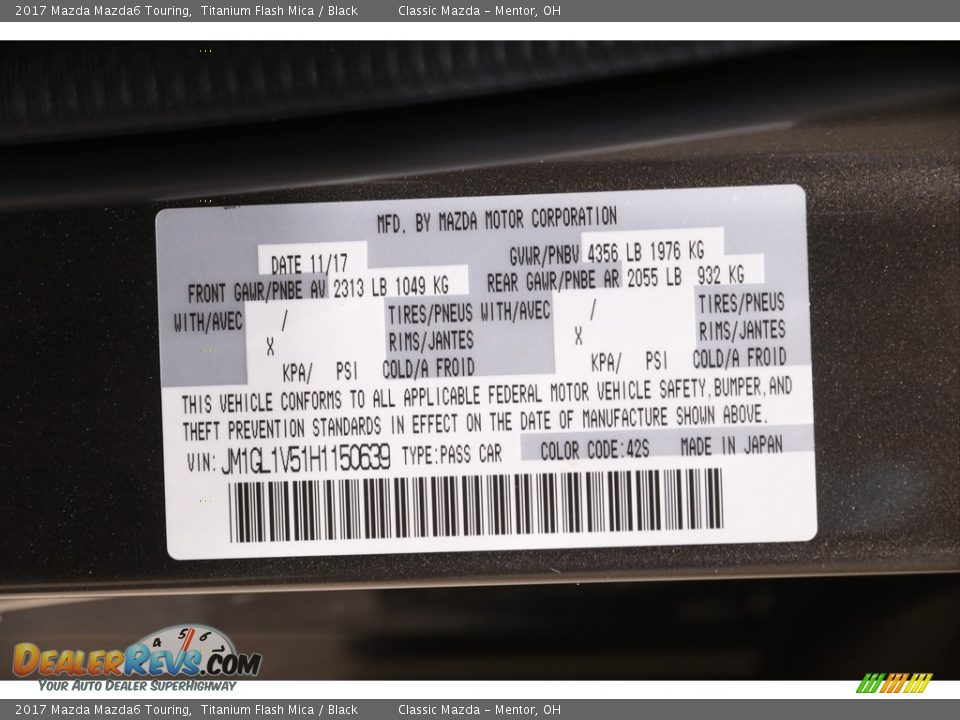 2017 Mazda Mazda6 Touring,  Titanium Flash Mica / Black  Classic Mazda – Mentor, OH
MFD. BY MAZDA MOTOR CORPORATION
DATE 11/17  GVWR/PNBV 4356 LB 1976 KG
FRONT GAWR/PNBE AV 2313 LB 1049 KG  REAR GAWR/PNBE AR 2055 LB 932 KG
WITH/AVEC / TIRES/PNEUS WITH/AVEC / TIRES/PNEUS
X RIMS/JANTES X RIMS/JANTES
KPA/ PSI COLD/A FROID KPA/ PSI COLD/A FROID
THIS VEHICLE CONFORMS TO ALL APPLICABLE FEDERAL MOTOR VEHICLE SAFETY, BUMPER, AND
THEFT PREVENTION STANDARDS IN EFFECT ON THE DATE OF MANUFACTURE SHOWN ABOVE.
VIN: JM1GL1V51H1150639 TYPE:PASS CAR COLOR CODE:42S MADE IN JAPAN
4 5 6 7
DEALERREVS.COM
YOUR AUTO DEALER SUPERHIGHWAY
2017 Mazda Mazda6 Touring,  Titanium Flash Mica / Black  Classic Mazda – Mentor, OH